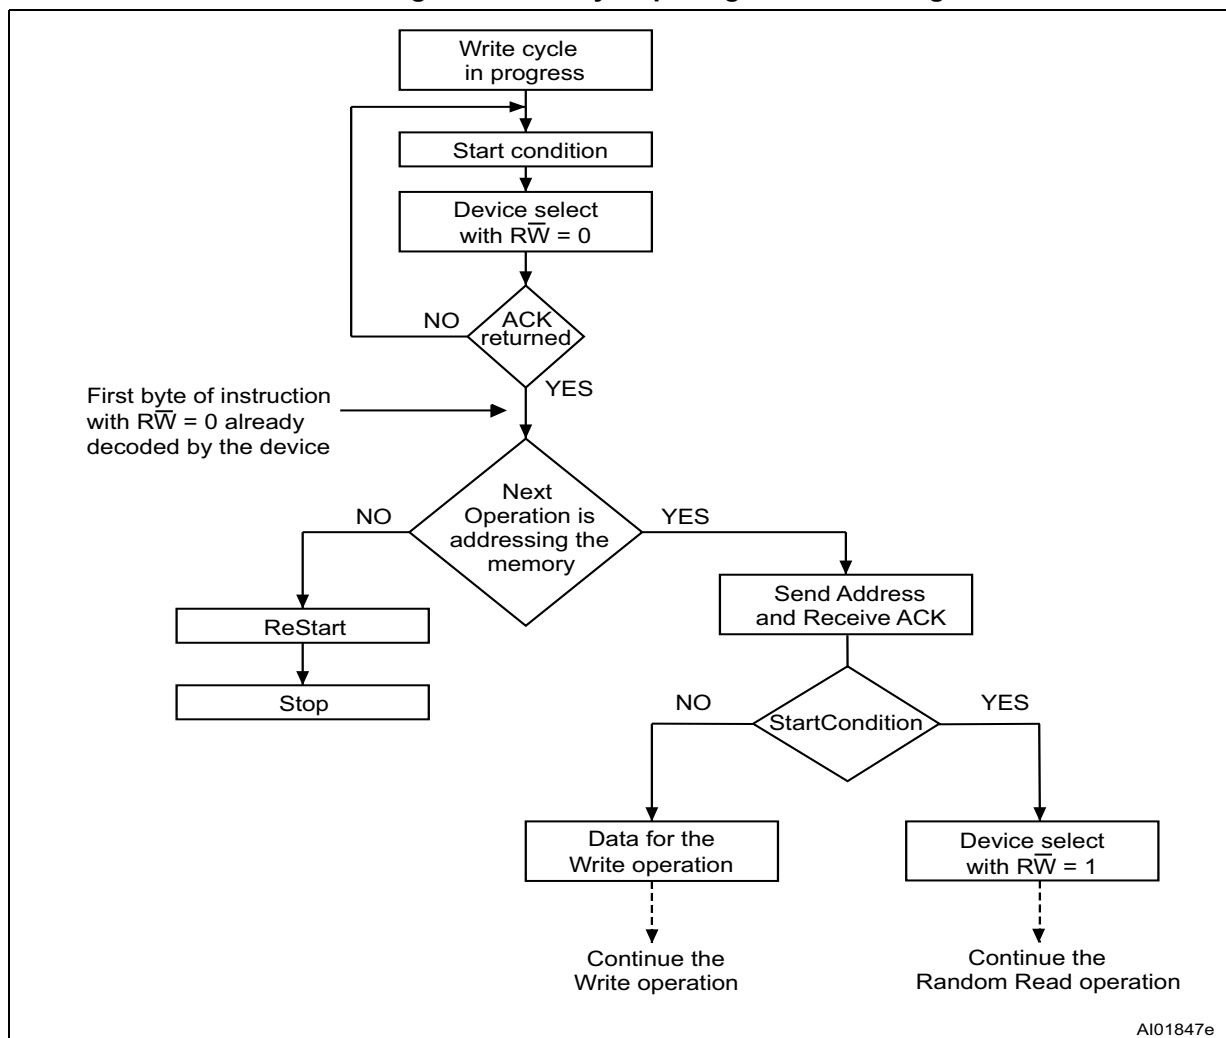 Write cycle
in progress
Start condition
Device select
with RW̅ = 0
ACK
returned
NO
YES
First byte of instruction
with RW̅ = 0 already
decoded by the device
Next
Operation is
addressing the
memory
NO
YES
Send Address
and Receive ACK
ReStart
Stop
StartCondition
NO
YES
Data for the
Write operation
Device select
with RW̅ = 1
Continue the
Write operation
Continue the
Random Read operation
AI01847e